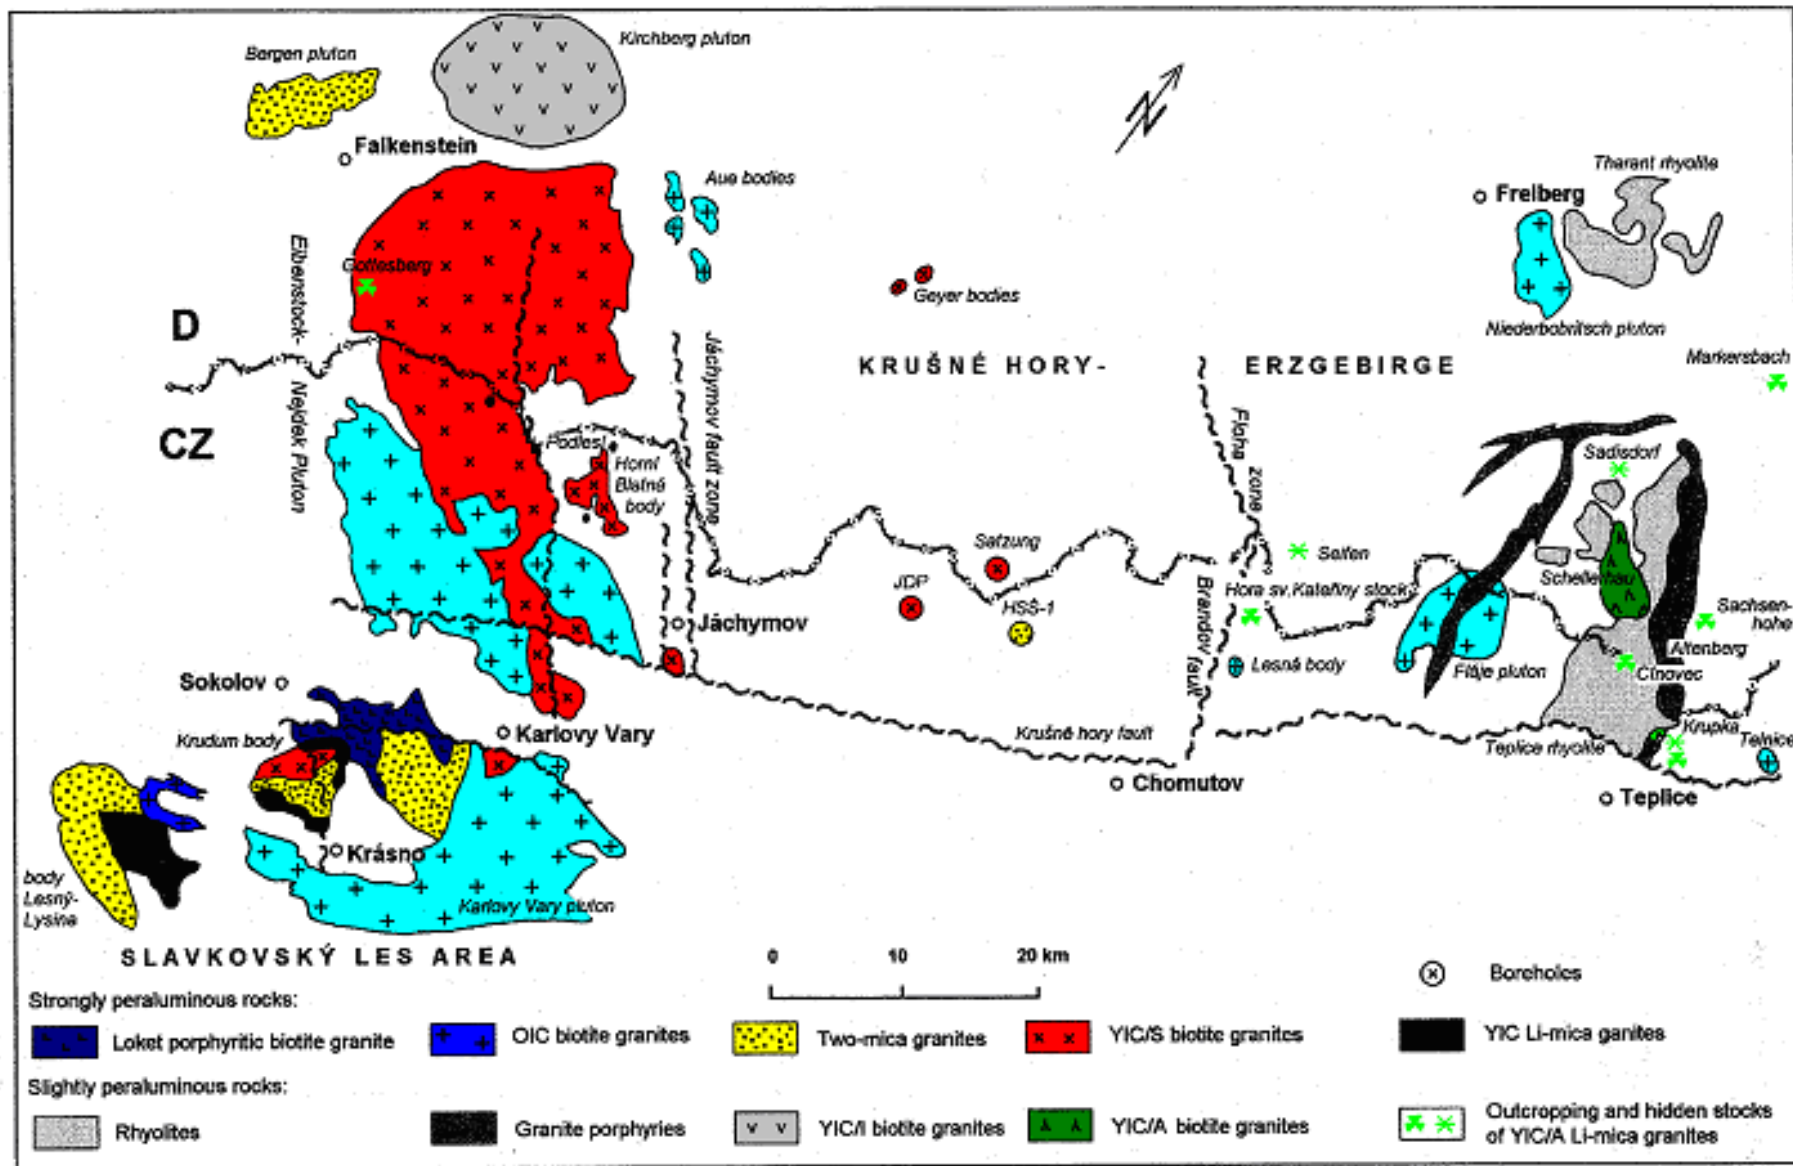 Bergen pluton
Kirchberg pluton
Falkenstein
Aue bodies
Tharant rhyolite
Freiberg
Eibenstock-
Nejdek Pluton
Gottesberg
Geyer bodies
Niederbobritsch pluton
N
D
Jáchymov fault zone
KRUŠNÉ HORY-
ERZGEBIRGE
Markersbach
CZ
Podlesí
Horní
Blatná
body
Flaha
zone
Sadisdorf
Satzung
Seifen
JDP
HSŠ-1
Brandov fault
Hora sv.Kateřiny stock
Schellerhau
Sachsen-
hohe
Jáchymov
Lesná body
Fláje pluton
Altenberg
Cínovec
Sokolov
Karlovy Vary
Krušné hory fault
Krupka
Teplice rhyolite
Telnice
Krudum body
Chomutov
Teplice
Krásno
body
Lesný-
Lysina
Karlovy Vary pluton
SLAVKOVSKÝ LES AREA
0 10 20 km
Boreholes
Strongly peraluminous rocks:
Loket porphyritic biotite granite
OIC biotite granites
Two-mica granites
YIC/S biotite granites
YIC Li-mica ganites
Slightly peraluminous rocks:
Rhyolites
Granite porphyries
YIC/I biotite granites
YIC/A biotite granites
Outcropping and hidden stocks
of YIC/A Li-mica granites